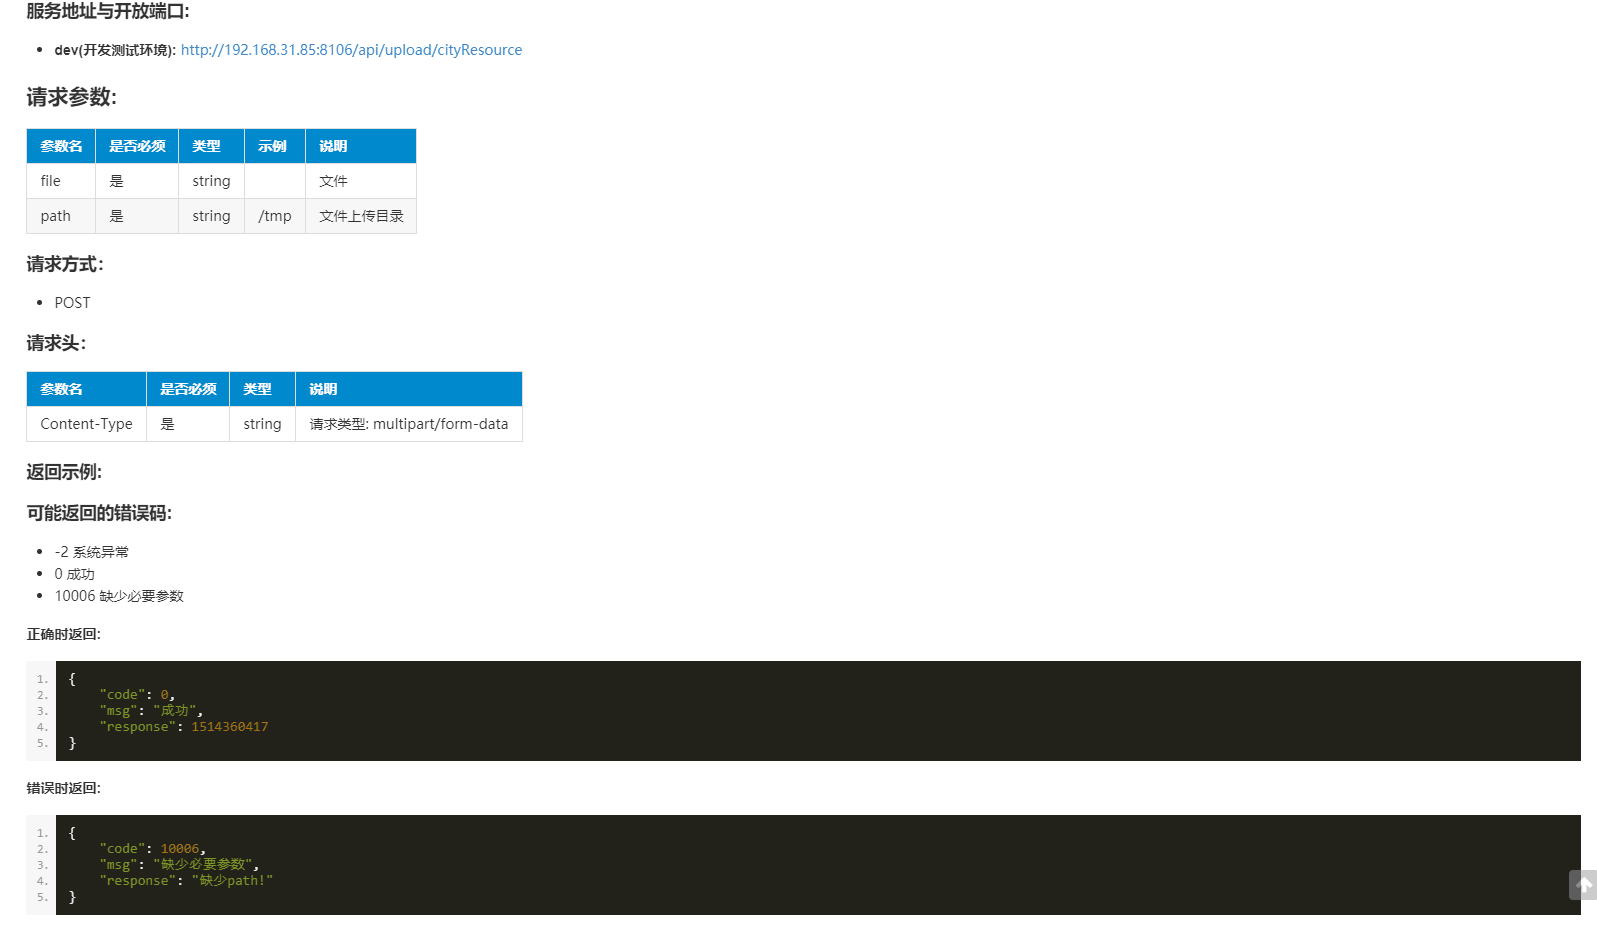 服务地址与开放端口:
dev(开发测试环境): http://192.168.31.85:8106/api/upload/cityResource
请求参数:
参数名 是否必须 类型 示例 说明
file 是 string 文件
path 是 string /tmp 文件上传目录
请求方式:
POST
请求头:
参数名 是否必须 类型 说明
Content-Type 是 string 请求类型: multipart/form-data
返回示例:
可能返回的错误码:
-2 系统异常
0 成功
10006 缺少必要参数
正确时返回:
1. {
2. "code": 0,
3. "msg": "成功",
4. "response": 1514360417
5. }
错误时返回:
1. {
2. "code": 10006,
3. "msg": "缺少必要参数",
4. "response": "缺少path!"
5. }